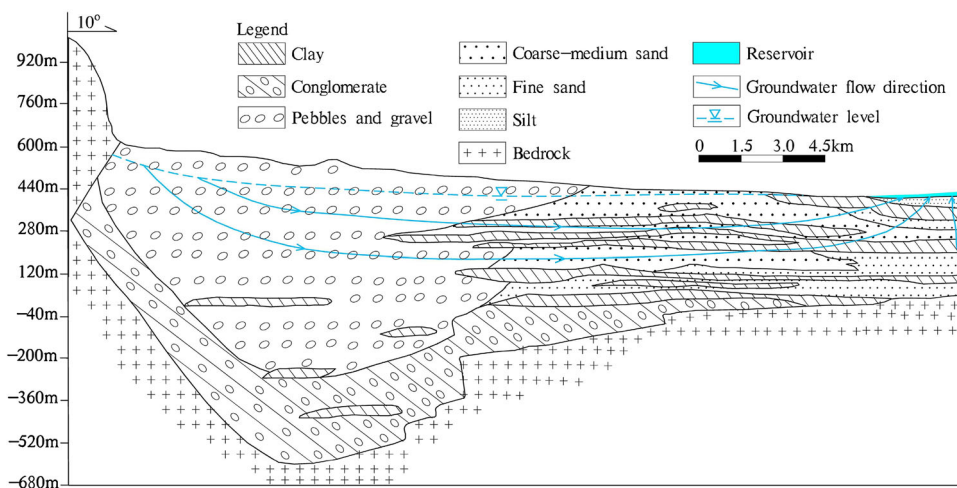 10°
Legend
Clay
Conglomerate
Pebbles and gravel
Coarse-medium sand
Fine sand
Silt
Bedrock
Reservoir
Groundwater flow direction
Groundwater level
0 1.5 3.0 4.5km
920m
760m
600m
440m
280m
120m
-40m
-200m
-360m
-520m
-680m